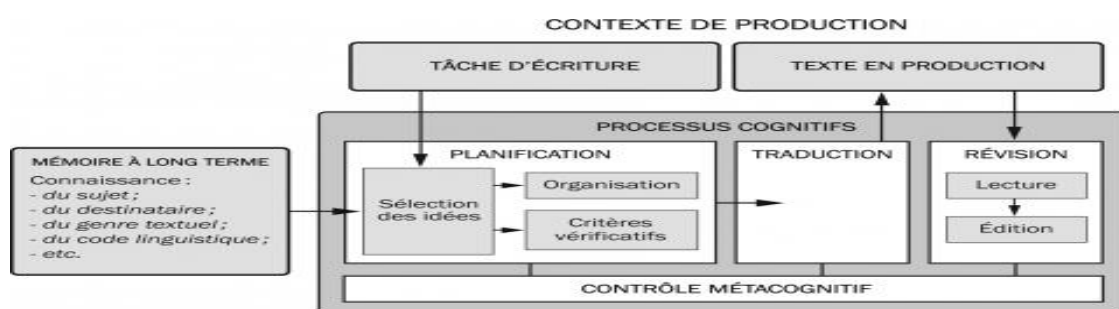 CONTEXTE DE PRODUCTION
TÂCHE D'ÉCRITURE
TEXTE EN PRODUCTION
PROCESSUS COGNITIFS
MÉMOIRE À LONG TERME
Connaissance :
- du sujet ;
- du destinataire ;
- du genre textuel ;
- du code linguistique ;
- etc.
PLANIFICATION
Sélection
des idées
Organisation
Critères
vérificatifs
TRADUCTION
RÉVISION
Lecture
Édition
CONTRÔLE MÉTACOGNITIF